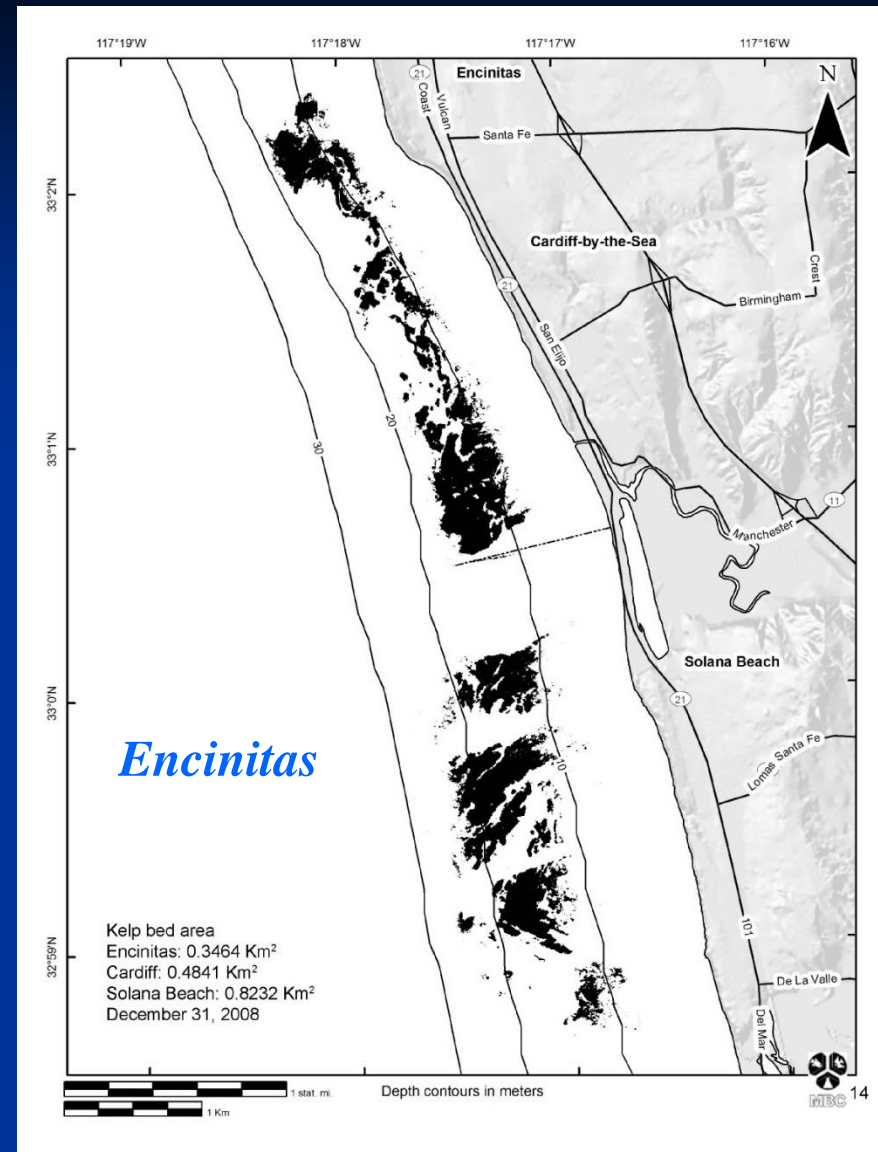 117°19'W
117°18'W
117°17'W
117°16'W
33°2'N
33°1'N
33°0'N
32°59'N
N
21
Encinitas
Coast
Vulcan
Santa Fe
Cardiff-by-the-Sea
Crest
Birmingham
21
San Elijo
20
30
11
Manchester
Solana Beach
21
Lomas Santa Fe
10
Encinitas
101
De La Valle
Del Mar
Kelp bed area
Encinitas: 0.3464 Km²
Cardiff: 0.4841 Km²
Solana Beach: 0.8232 Km²
December 31, 2008
1 stat. mi.
1 Km
Depth contours in meters
MBC
14